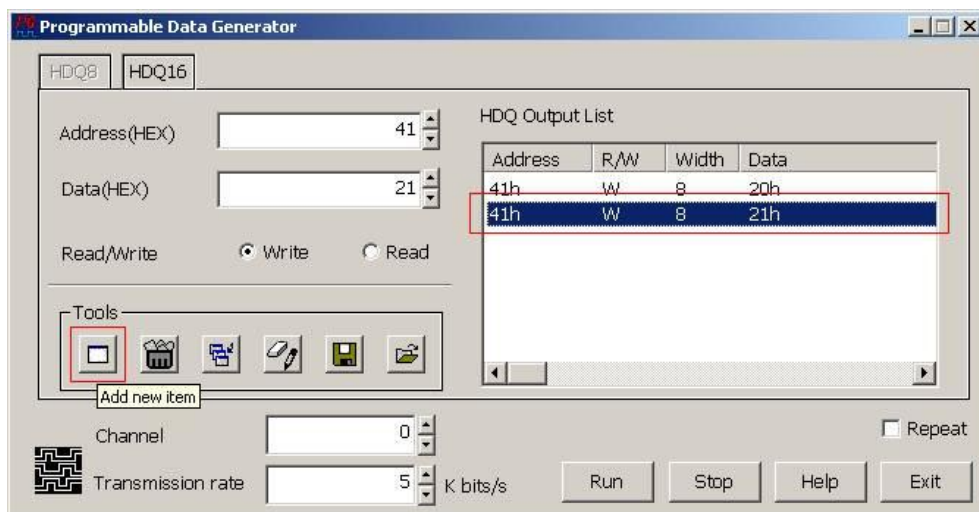 Programmable Data Generator
HDQ8 HDQ16
Address(HEX) 41
Data(HEX) 21
Read/Write Write Read
Tools
Add new item
HDQ Output List
Address R/W Width Data
41h W 8 20h
41h W 8 21h
Channel 0
Repeat
Transmission rate 5 K bits/s
Run Stop Help Exit